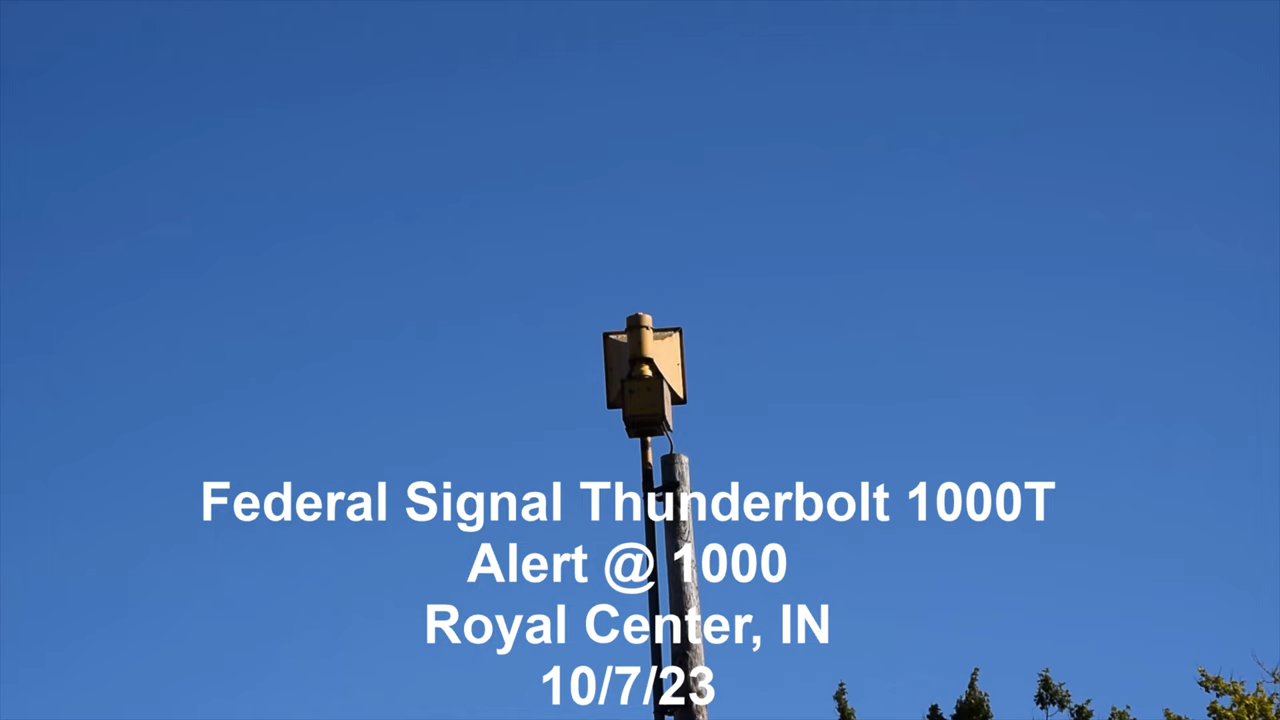 Federal Signal Thunderbolt 1000T
Alert @ 1000
Royal Center, IN
10/7/23